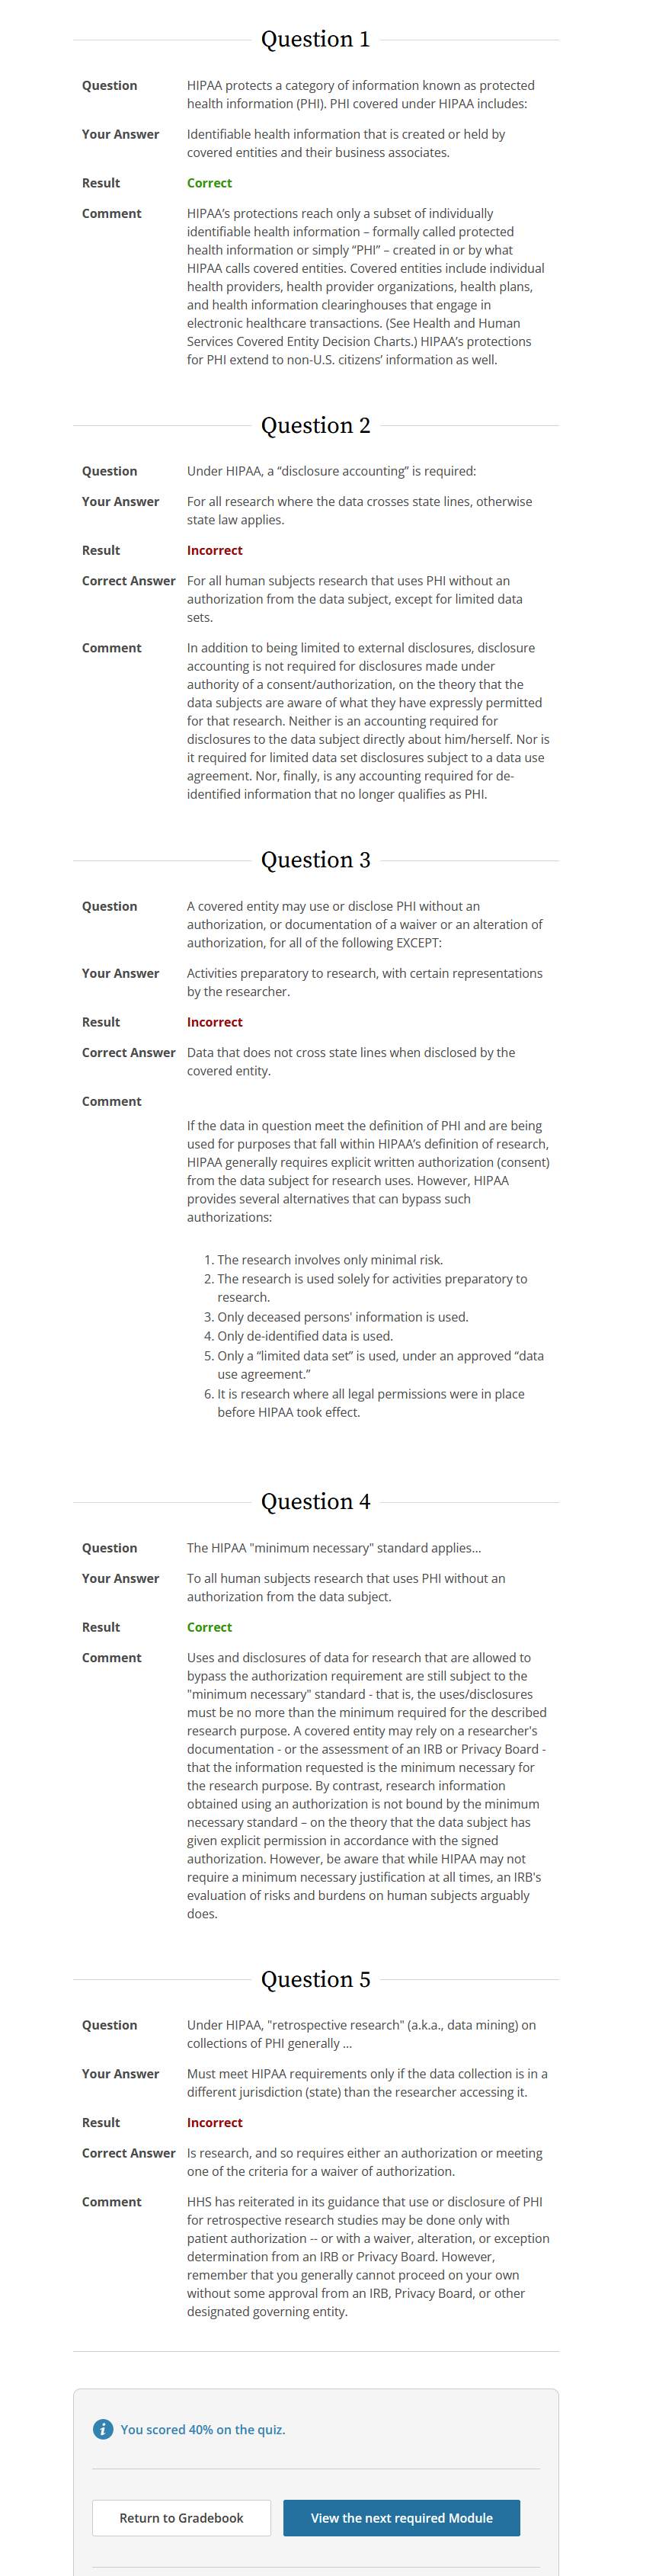 Question 1
Question
HIPAA protects a category of information known as protected
health information (PHI). PHI covered under HIPAA includes:
Your Answer
Identifiable health information that is created or held by
covered entities and their business associates.
Result
Correct
Comment
HIPAA’s protections reach only a subset of individually
identifiable health information – formally called protected
health information or simply “PHI” – created in or by what
HIPAA calls covered entities. Covered entities include individual
health providers, health provider organizations, health plans,
and health information clearinghouses that engage in
electronic healthcare transactions. (See Health and Human
Services Covered Entity Decision Charts.) HIPAA’s protections
for PHI extend to non-U.S. citizens’ information as well.
Question 2
Question
Under HIPAA, a “disclosure accounting” is required:
Your Answer
For all research where the data crosses state lines, otherwise
state law applies.
Result
Incorrect
Correct Answer
For all human subjects research that uses PHI without an
authorization from the data subject, except for limited data
sets.
Comment
In addition to being limited to external disclosures, disclosure
accounting is not required for disclosures made under
authority of a consent/authorization, on the theory that the
data subjects are aware of what they have expressly permitted
for that research. Neither is an accounting required for
disclosures to the data subject directly about him/herself. Nor is
it required for limited data set disclosures subject to a data use
agreement. Nor, finally, is any accounting required for de-
identified information that no longer qualifies as PHI.
Question 3
Question
A covered entity may use or disclose PHI without an
authorization, or documentation of a waiver or an alteration of
authorization, for all of the following EXCEPT:
Your Answer
Activities preparatory to research, with certain representations
by the researcher.
Result
Incorrect
Correct Answer
Data that does not cross state lines when disclosed by the
covered entity.
Comment
If the data in question meet the definition of PHI and are being
used for purposes that fall within HIPAA’s definition of research,
HIPAA generally requires explicit written authorization (consent)
from the data subject for research uses. However, HIPAA
provides several alternatives that can bypass such
authorizations:
1. The research involves only minimal risk.
2. The research is used solely for activities preparatory to
research.
3. Only deceased persons' information is used.
4. Only de-identified data is used.
5. Only a “limited data set” is used, under an approved “data
use agreement.”
6. It is research where all legal permissions were in place
before HIPAA took effect.
Question 4
Question
The HIPAA "minimum necessary" standard applies...
Your Answer
To all human subjects research that uses PHI without an
authorization from the data subject.
Result
Correct
Comment
Uses and disclosures of data for research that are allowed to
bypass the authorization requirement are still subject to the
"minimum necessary" standard - that is, the uses/disclosures
must be no more than the minimum required for the described
research purpose. A covered entity may rely on a researcher's
documentation - or the assessment of an IRB or Privacy Board -
that the information requested is the minimum necessary for
the research purpose. By contrast, research information
obtained using an authorization is not bound by the minimum
necessary standard – on the theory that the data subject has
given explicit permission in accordance with the signed
authorization. However, be aware that while HIPAA may not
require a minimum necessary justification at all times, an IRB's
evaluation of risks and burdens on human subjects arguably
does.
Question 5
Question
Under HIPAA, "retrospective research" (a.k.a., data mining) on
collections of PHI generally ...
Your Answer
Must meet HIPAA requirements only if the data collection is in a
different jurisdiction (state) than the researcher accessing it.
Result
Incorrect
Correct Answer
Is research, and so requires either an authorization or meeting
one of the criteria for a waiver of authorization.
Comment
HHS has reiterated in its guidance that use or disclosure of PHI
for retrospective research studies may be done only with
patient authorization -- or with a waiver, alteration, or exception
determination from an IRB or Privacy Board. However,
remember that you generally cannot proceed on your own
without some approval from an IRB, Privacy Board, or other
designated governing entity.
i You scored 40% on the quiz.
Return to Gradebook
View the next required Module